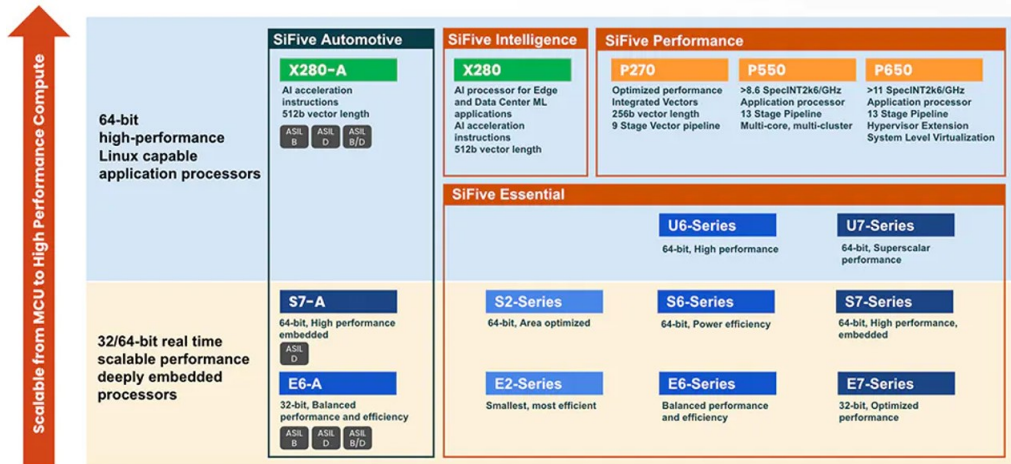 Scalable from MCU to High Performance Compute
64-bit
high-performance
Linux capable
application processors
SiFive Automotive
X280-A
AI acceleration
instructions
512b vector length
ASIL
B
ASIL
D
ASIL
B/D
SiFive Intelligence
X280
AI processor for Edge
and Data Center ML
applications
AI acceleration
instructions
512b vector length
SiFive Performance
P270
Optimized performance
Integrated Vectors
256b vector length
9 Stage Vector pipeline
P550
>8.6 SpecINT2k6/GHz
Application processor
13 Stage Pipeline
Multi-core, multi-cluster
P650
>11 SpecINT2k6/GHz
Application processor
13 Stage Pipeline
Hypervisor Extension
System Level Virtualization
SiFive Essential
U6-Series
64-bit, High performance
U7-Series
64-bit, Superscalar
performance
32/64-bit real time
scalable performance
deeply embedded
processors
S7-A
64-bit, High performance
embedded
ASIL
D
S2-Series
64-bit, Area optimized
S6-Series
64-bit, Power efficiency
S7-Series
64-bit, High performance,
embedded
E6-A
32-bit, Balanced
performance and efficiency
ASIL
B
ASIL
D
ASIL
B/D
E2-Series
Smallest, most efficient
E6-Series
Balanced performance
and efficiency
E7-Series
32-bit, Optimized
performance